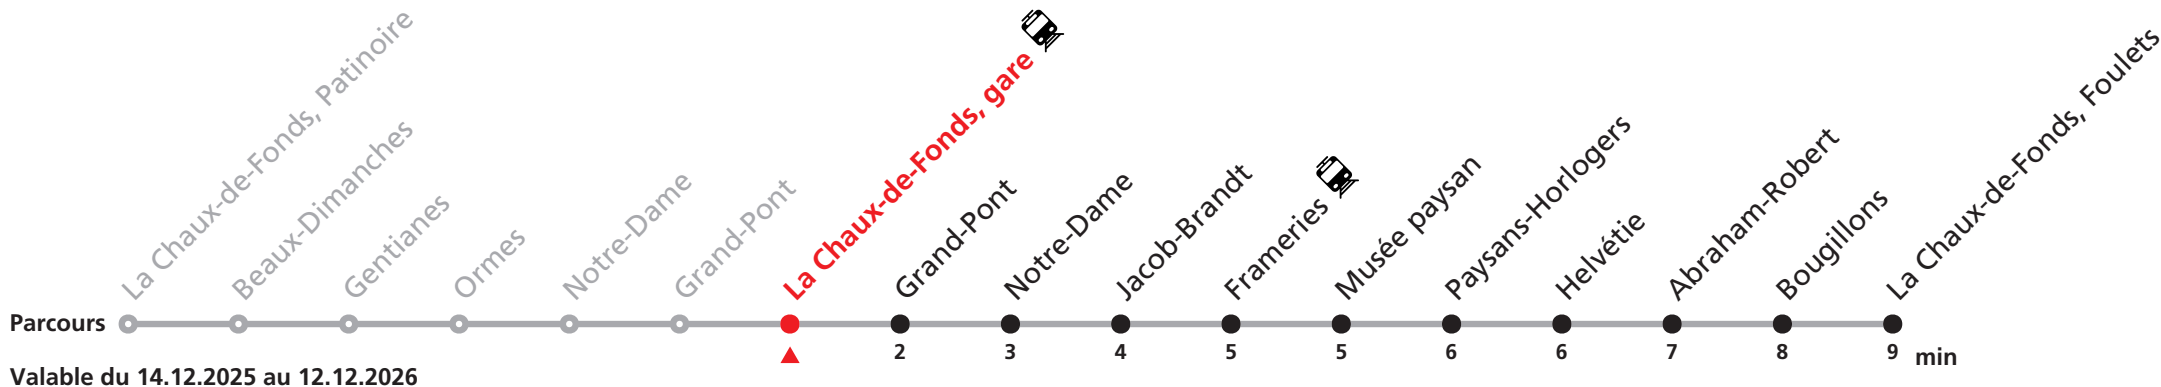 La Chaux-de-Fonds, Patinoire
Beaux-Dimanches
Gentianes
Ormes
Notre-Dame
Grand-Pont
La Chaux-de-Fonds, gare
Grand-Pont
Notre-Dame
Jacob-Brandt
Frameries
Musée paysan
Paysans-Horlogers
Helvétie
Abraham-Robert
Bougillons
La Chaux-de-Fonds, Foulets
Parcours
2 3 4 5 5 6 6 7 8 9 min
Valable du 14.12.2025 au 12.12.2026